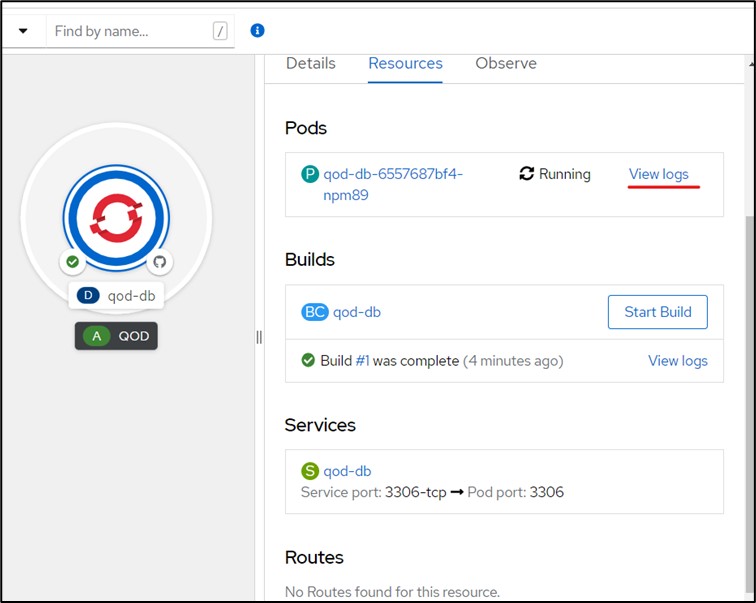 Find by name... /
Details Resources Observe
Pods
P qod-db-6557687bf4-npm89 Running View logs
Builds
BC qod-db Start Build
Build #1 was complete (4 minutes ago) View logs
Services
S qod-db
Service port: 3306-tcp → Pod port: 3306
Routes
No Routes found for this resource.
D qod-db
A QOD